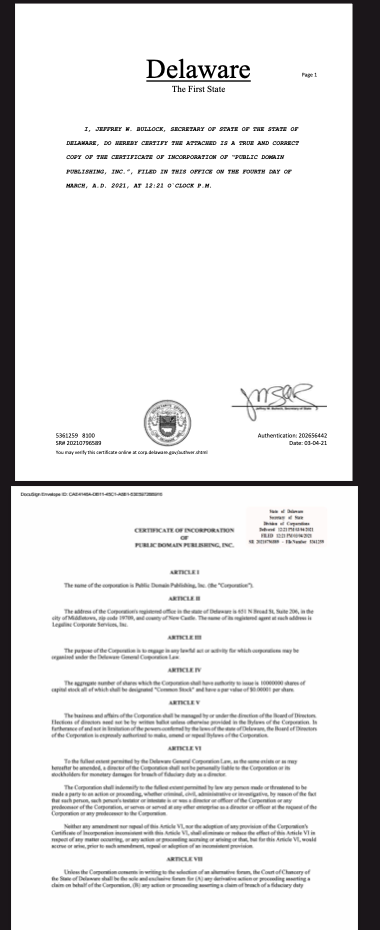 Delaware
Page 1
The First State
I, JEFFREY W. BULLOCK, SECRETARY OF STATE OF THE STATE OF
DELAWARE, DO HEREBY CERTIFY THE ATTACHED IS A TRUE AND CORRECT
COPY OF THE CERTIFICATE OF INCORPORATION OF "PUBLIC DOMAIN
PUBLISHING, INC.", FILED IN THIS OFFICE ON THE FOURTH DAY OF
MARCH, A.D. 2021, AT 12:21 O`CLOCK P.M.
Jeffrey W. Bullock, Secretary of State
5361259 8100
SR# 20210796589
You may verify this certificate online at corp.delaware.gov/authver.shtml
Authentication: 202656442
Date: 03-04-21
DocuSign Envelope ID:
State of Delaware
Secretary of State
Division of Corporations
Delivered 12:21 PM 03/04/2021
FILED 12:21 PM 03/04/2021
SR 20210796589 - File Number 5361259
CERTIFICATE OF INCORPORATION
OF
PUBLIC DOMAIN PUBLISHING, INC.
ARTICLE I
The name of the corporation is Public Domain Publishing, Inc. (the "Corporation").
ARTICLE II
The address of the Corporation's registered office in the state of Delaware is 651 N Broad St, Suite 206, in the
city of Middletown, zip code 19709, and county of New Castle. The name of its registered agent at such address is
Legalinc Corporate Services, Inc.
ARTICLE III
The purpose of the Corporation is to engage in any lawful act or activity for which corporations may be
organized under the Delaware General Corporation Law.
ARTICLE IV
The aggregate number of shares which the Corporation shall have authority to issue is 10000000 shares of
capital stock all of which shall be designated "Common Stock" and have a par value of $0.00001 per share.
ARTICLE V
The business and affairs of the Corporation shall be managed by or under the direction of the Board of Directors.
Elections of directors need not be by written ballot unless otherwise provided in the Bylaws of the Corporation. In
furtherance of and not in limitation of the powers conferred by the laws of the state of Delaware, the Board of Directors
of the Corporation is expressly authorized to make, amend or repeal Bylaws of the Corporation.
ARTICLE VI
To the fullest extent permitted by the Delaware General Corporation Law, as the same exists or as may
hereafter be amended, a director of the Corporation shall not be personally liable to the Corporation or its
stockholders for monetary damages for breach of fiduciary duty as a director.
The Corporation shall indemnify to the fullest extent permitted by law any person made or threatened to be
made a party to an action or proceeding, whether criminal, civil, administrative or investigative, by reason of the fact
that such person, such person's testator or intestate is or was a director or officer of the Corporation or any
predecessor of the Corporation, or serves or served at any other enterprise as a director or officer at the request of the
Corporation or any predecessor to the Corporation.
Neither any amendment nor repeal of this Article VI, nor the adoption of any provision of the Corporation's
Certificate of Incorporation inconsistent with this Article VI, shall eliminate or reduce the effect of this Article VI in
respect of any matter occurring, or any action or proceeding accruing or arising or that, but for this Article VI, would
accrue or arise, prior to such amendment, repeal or adoption of an inconsistent provision.
ARTICLE VII
Unless the Corporation consents in writing to the selection of an alternative forum, the Court of Chancery of
the State of Delaware shall be the sole and exclusive forum for (A) any derivative action or proceeding asserting a
claim on behalf of the Corporation, (B) any action or proceeding asserting a claim of breach of a fiduciary duty